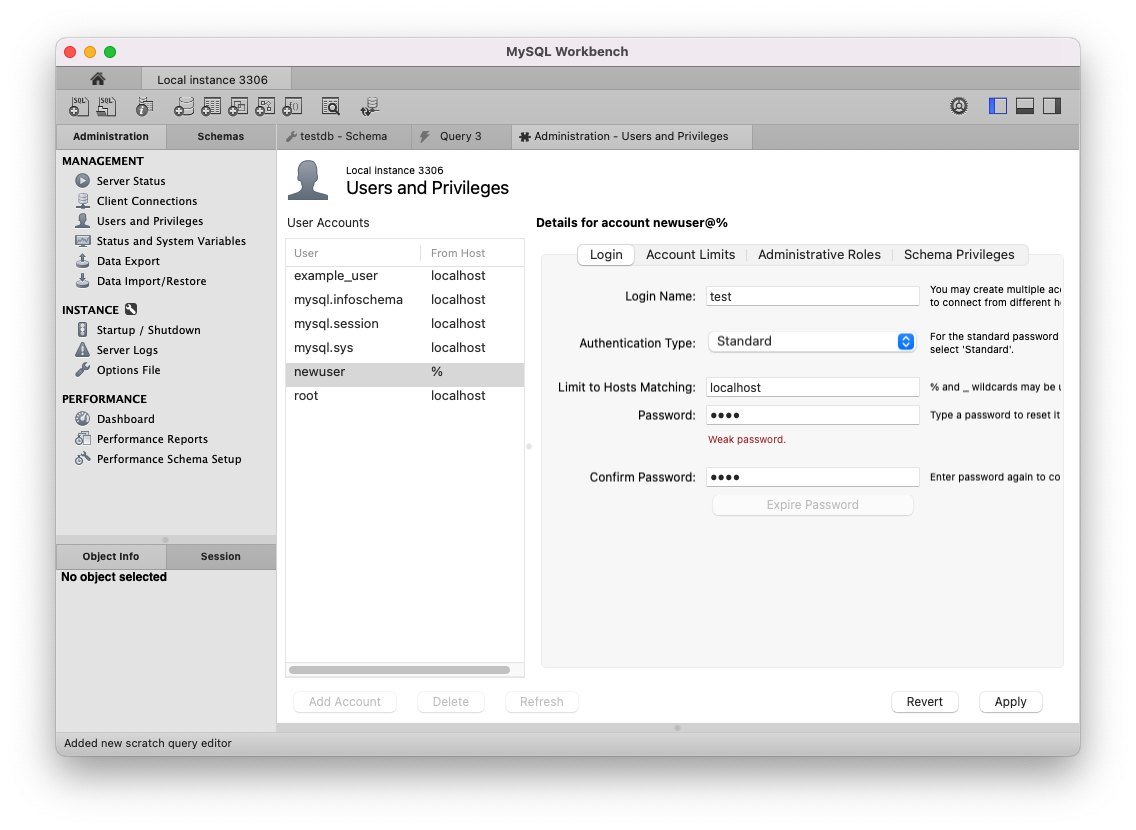 MySQL Workbench
Local instance 3306
Administration
Schemas
testdb - Schema
Query 3
Administration - Users and Privileges
MANAGEMENT
Server Status
Client Connections
Users and Privileges
Status and System Variables
Data Export
Data Import/Restore
INSTANCE
Startup / Shutdown
Server Logs
Options File
PERFORMANCE
Dashboard
Performance Reports
Performance Schema Setup
Object Info
Session
No object selected
Local instance 3306
Users and Privileges
User Accounts
User From Host
example_user localhost
mysql.infoschema localhost
mysql.session localhost
mysql.sys localhost
newuser %
root localhost
Add Account
Delete
Refresh
Details for account newuser@%
Login
Account Limits
Administrative Roles
Schema Privileges
Login Name: test
You may create multiple acc
to connect from different h
Authentication Type: Standard
For the standard password
select 'Standard'.
Limit to Hosts Matching: localhost
% and _ wildcards may be u
Password: ••••
Type a password to reset it
Weak password.
Confirm Password: ••••
Enter password again to co
Expire Password
Revert
Apply
Added new scratch query editor